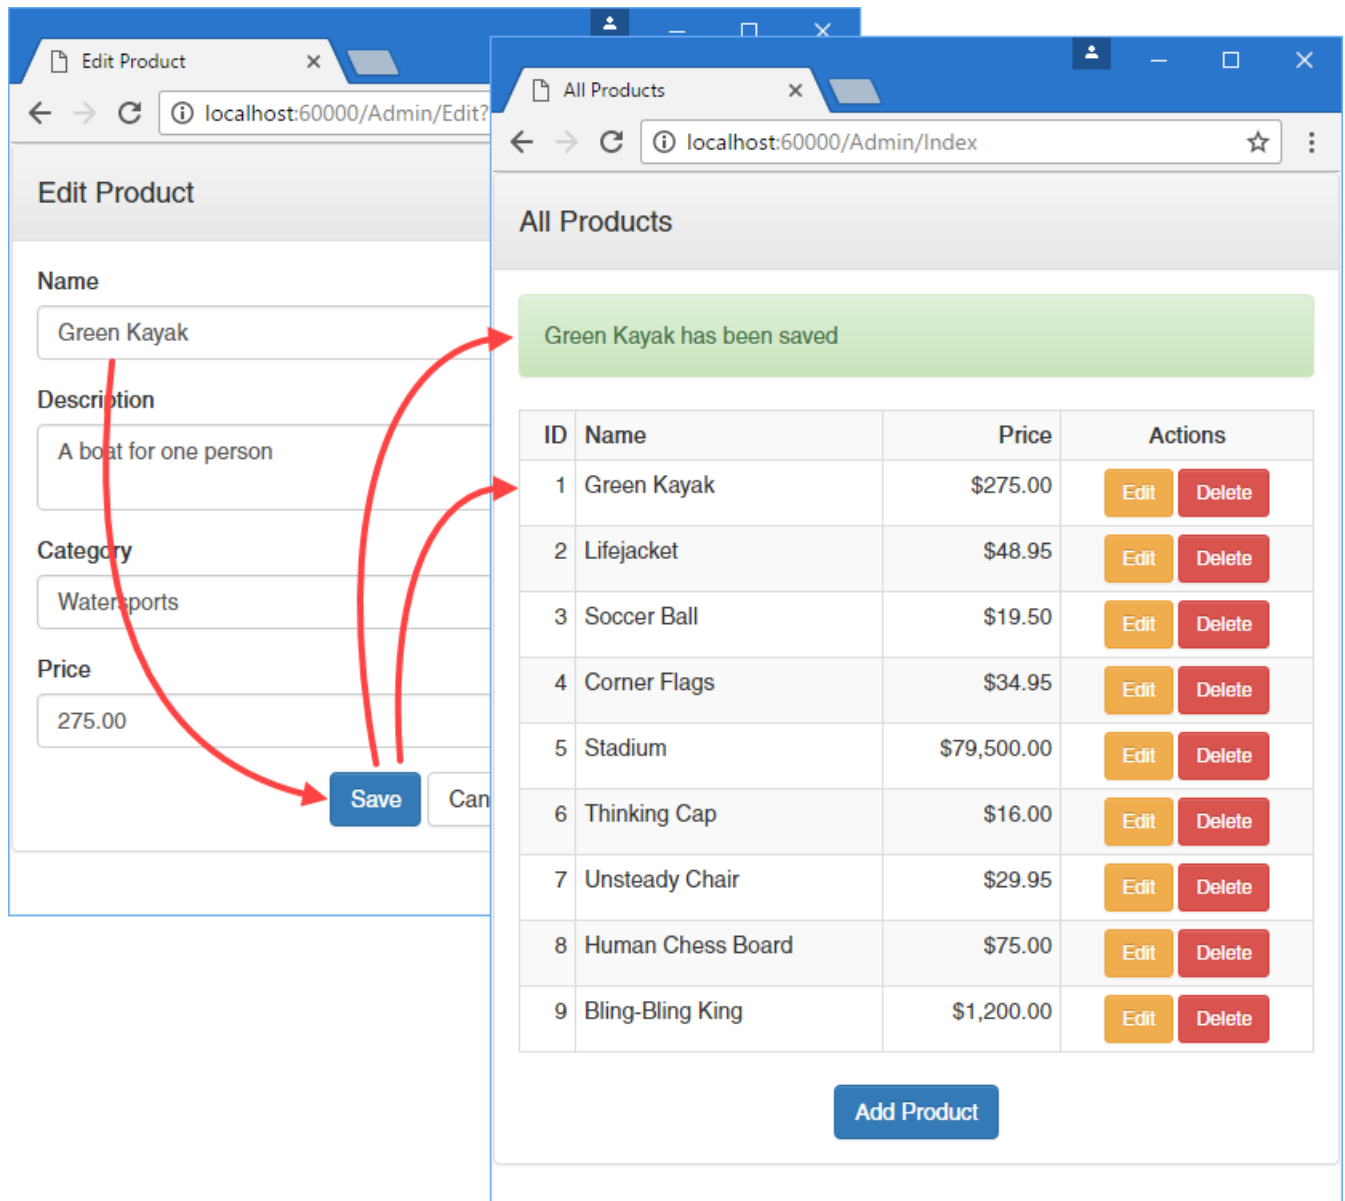 Edit Product
localhost:60000/Admin/Edit?
Edit Product
Name
Green Kayak
Description
A boat for one person
Category
Watersports
Price
275.00
Save Can
All Products
localhost:60000/Admin/Index
All Products
Green Kayak has been saved
ID Name Price Actions
1 Green Kayak $275.00 Edit Delete
2 Lifejacket $48.95 Edit Delete
3 Soccer Ball $19.50 Edit Delete
4 Corner Flags $34.95 Edit Delete
5 Stadium $79,500.00 Edit Delete
6 Thinking Cap $16.00 Edit Delete
7 Unsteady Chair $29.95 Edit Delete
8 Human Chess Board $75.00 Edit Delete
9 Bling-Bling King $1,200.00 Edit Delete
Add Product